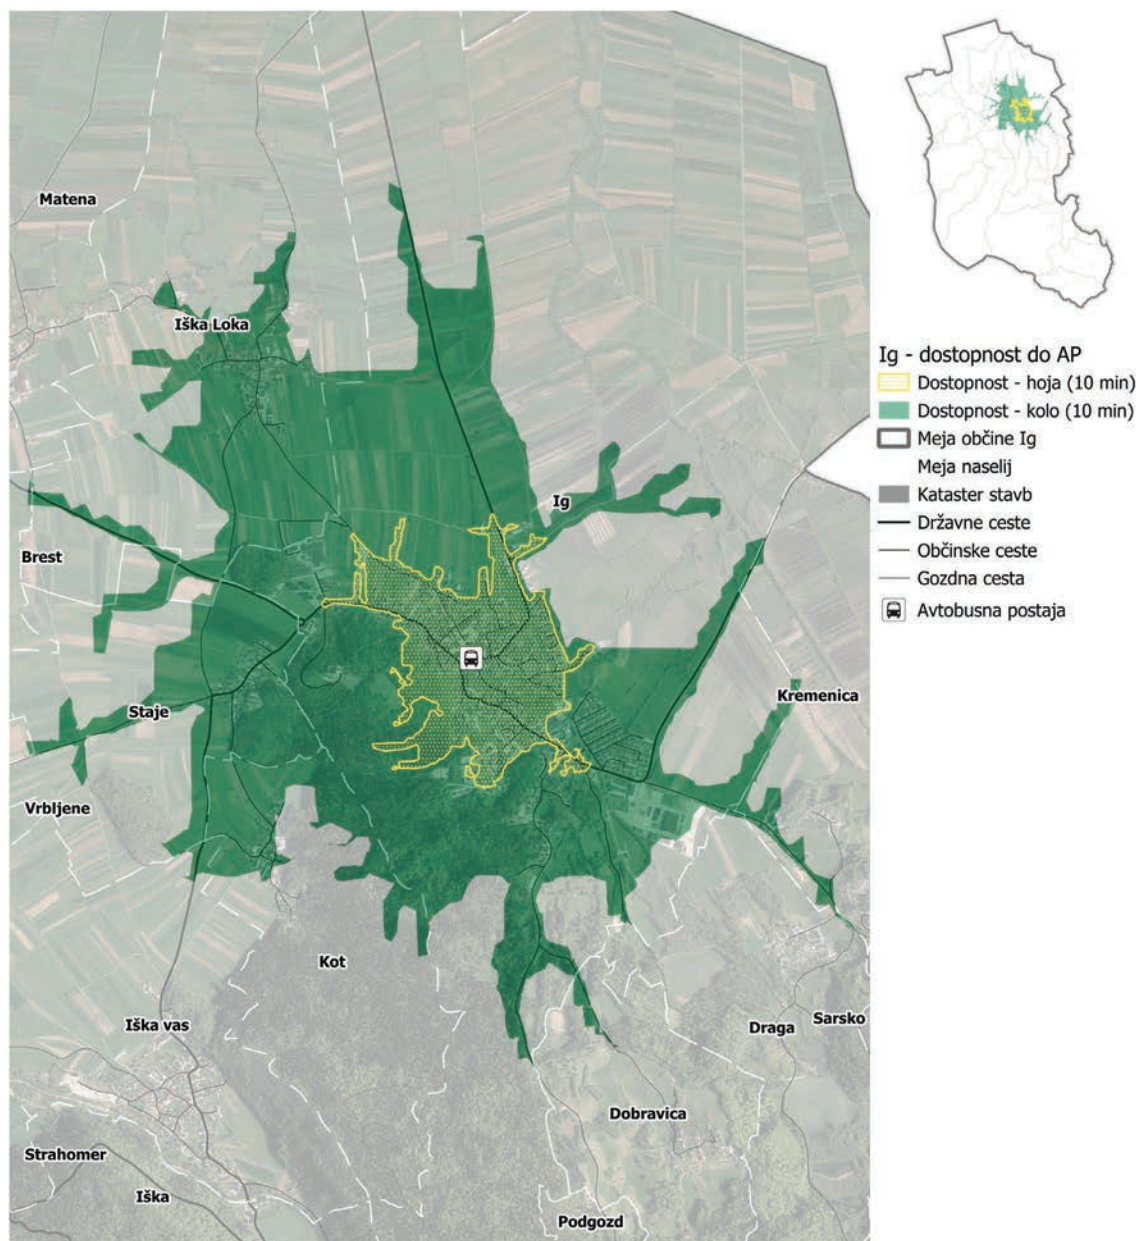 Matena
Iška Loka
Ig
Brest
Staje
Kremenica
Vrbljene
Kot
Iška vas
Draga
Sarsko
Dobravica
Strahomer
Iška
Podgozd
Ig - dostopnost do AP
Dostopnost - hoja (10 min)
Dostopnost - kolo (10 min)
Meja občine Ig
Meja naselij
Kataster stavb
Državne ceste
Občinske ceste
Gozdna cesta
Avtobusna postaja